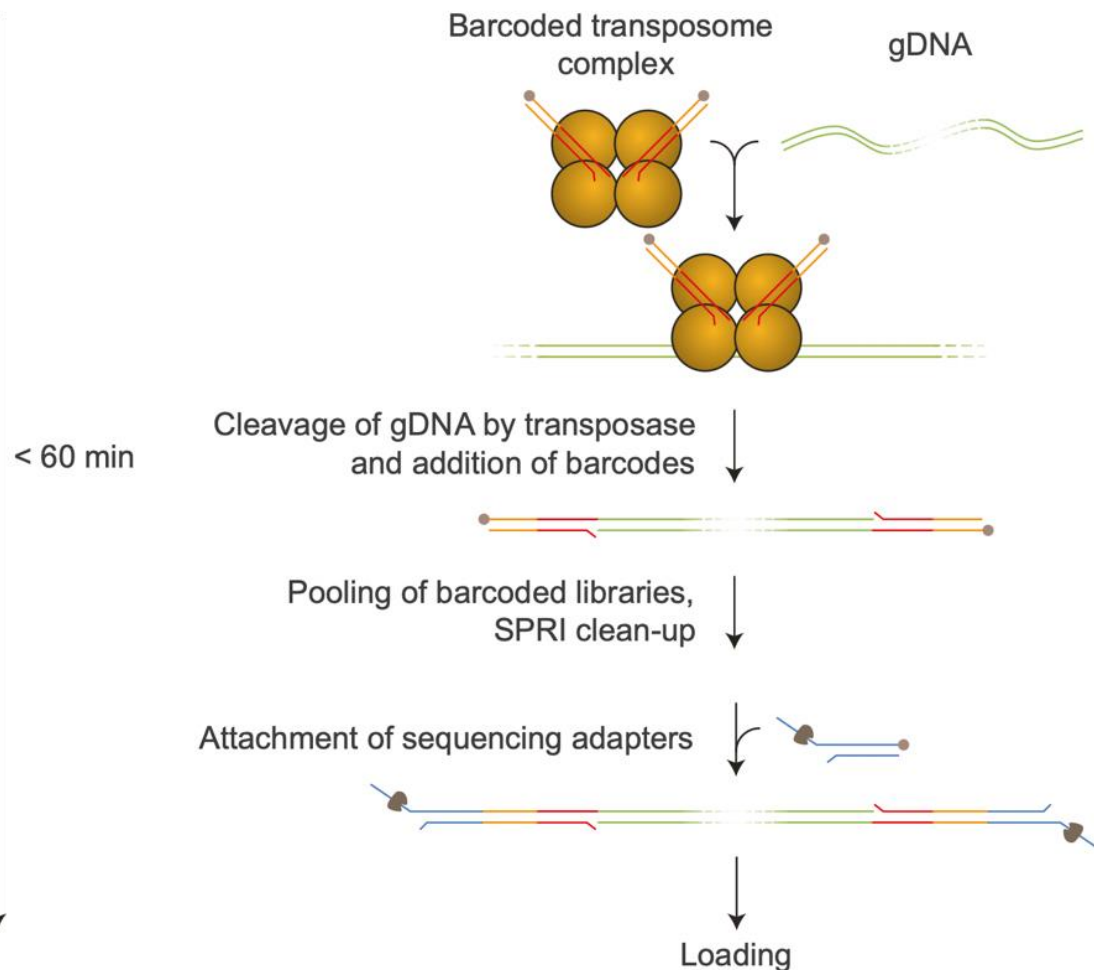 Barcoded transposome
complex
gDNA
Cleavage of gDNA by transposase
and addition of barcodes
< 60 min
Pooling of barcoded libraries,
SPRI clean-up
Attachment of sequencing adapters
Loading